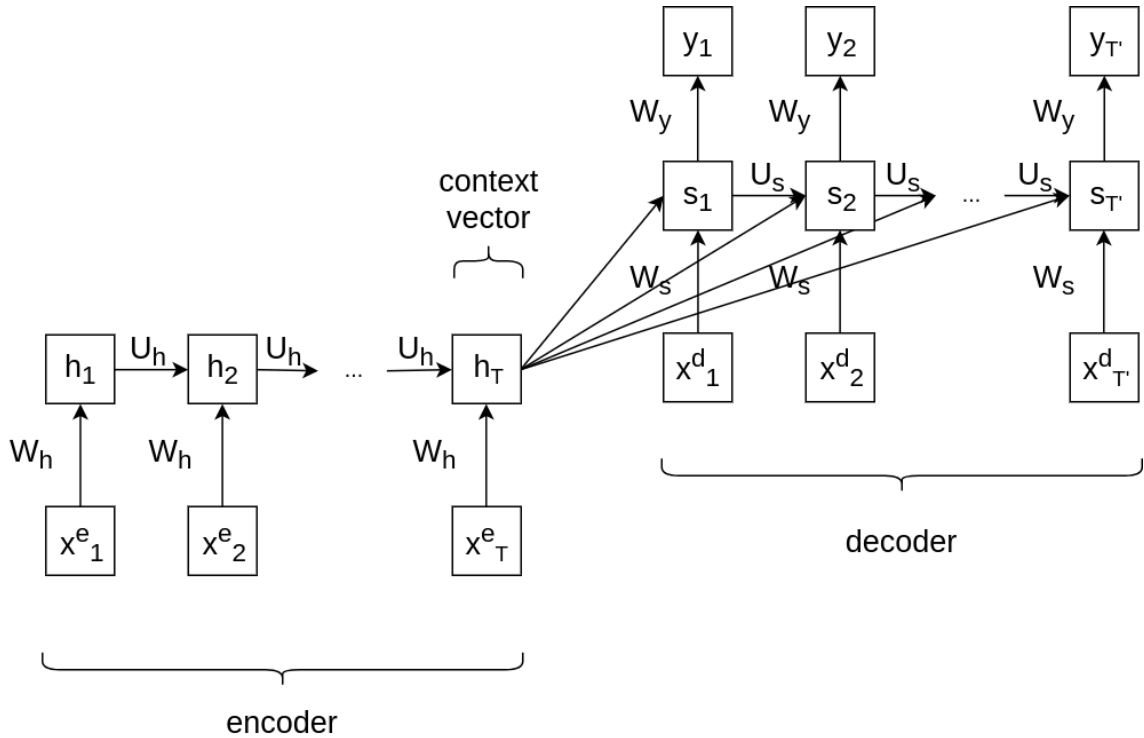 y1 y2 yT'
Wy Wy Wy
context
vector
s1 Us s2 Us ... Us sT'
Ws Ws Ws
h1 Uh h2 Uh ... Uh hT
xd1 xd2 xdT'
Wh Wh Wh
xe1 xe2 xeT
decoder
encoder